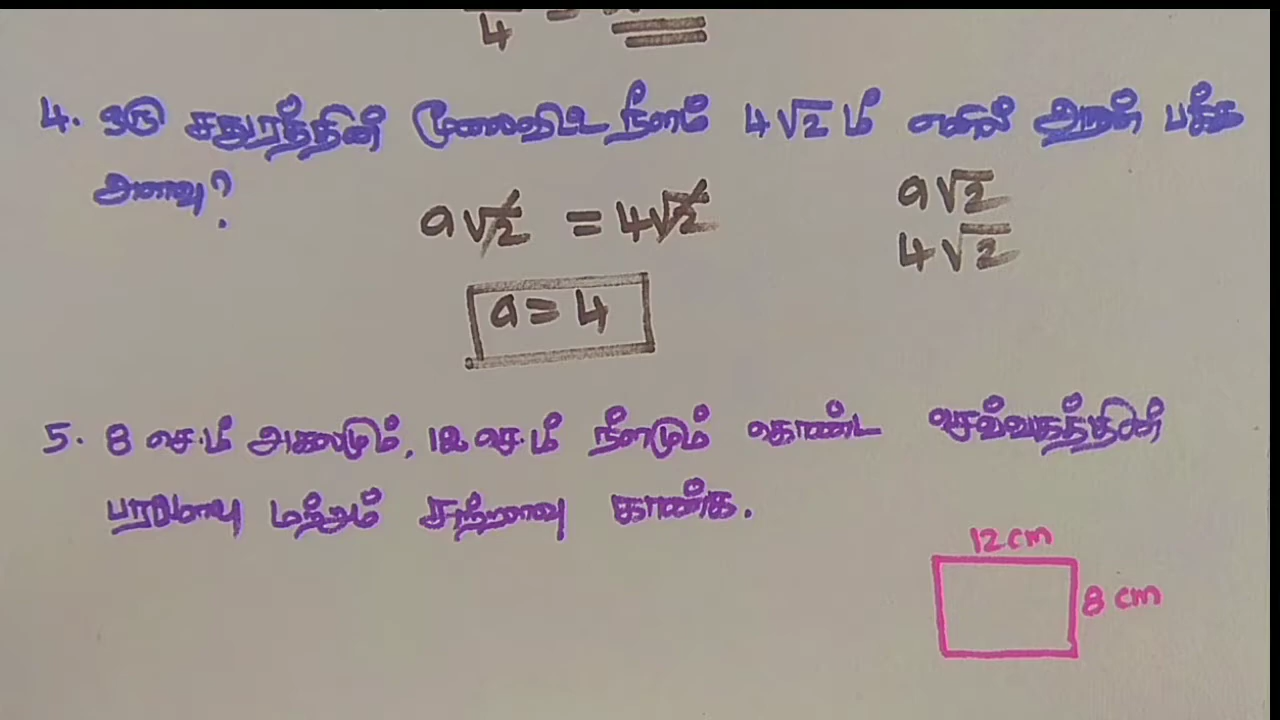 4
4. ஒரு சதுரத்தின் மூலைவிட்ட நீளம் 4√2 மீ எனில் அதன் பக்க
அளவு?
a√2 = 4√2
a√2
4√2
a = 4
5. 8 செ.மீ அகலமும், 12 செ.மீ நீளமும் கொண்ட செவ்வகத்தின்
பரப்பளவு மற்றும் சுற்றளவு காண்க.
12 cm
8 cm